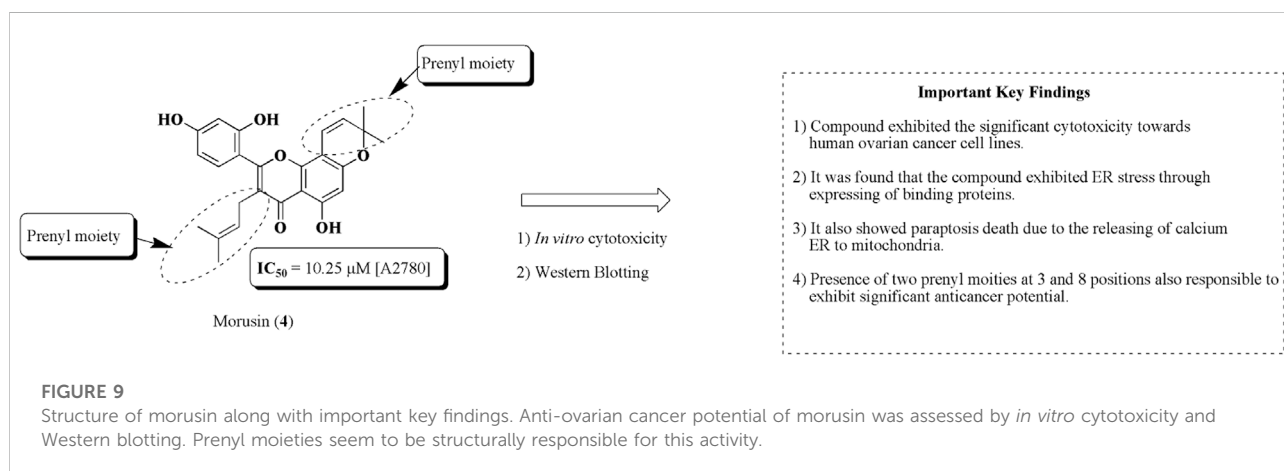 Prenyl moiety
HO
OH
O
O
O
OH
Prenyl moiety
IC50 = 10.25 μM [A2780]
Morusin (4)
1) In vitro cytotoxicity
2) Western Blotting
Important Key Findings
1) Compound exhibited the significant cytotoxicity towards
human ovarian cancer cell lines.
2) It was found that the compound exhibited ER stress through
expressing of binding proteins.
3) It also showed paraptosis death due to the releasing of calcium
ER to mitochondria.
4) Presence of two prenyl moities at 3 and 8 positions also responsible to
exhibit significant anticancer potential.
FIGURE 9
Structure of morusin along with important key findings. Anti-ovarian cancer potential of morusin was assessed by in vitro cytotoxicity and
Western blotting. Prenyl moieties seem to be structurally responsible for this activity.